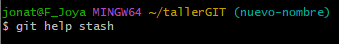 jonat@F_Joya MINGW64 ~/tallerGIT (nuevo-nombre)
$ git help stash